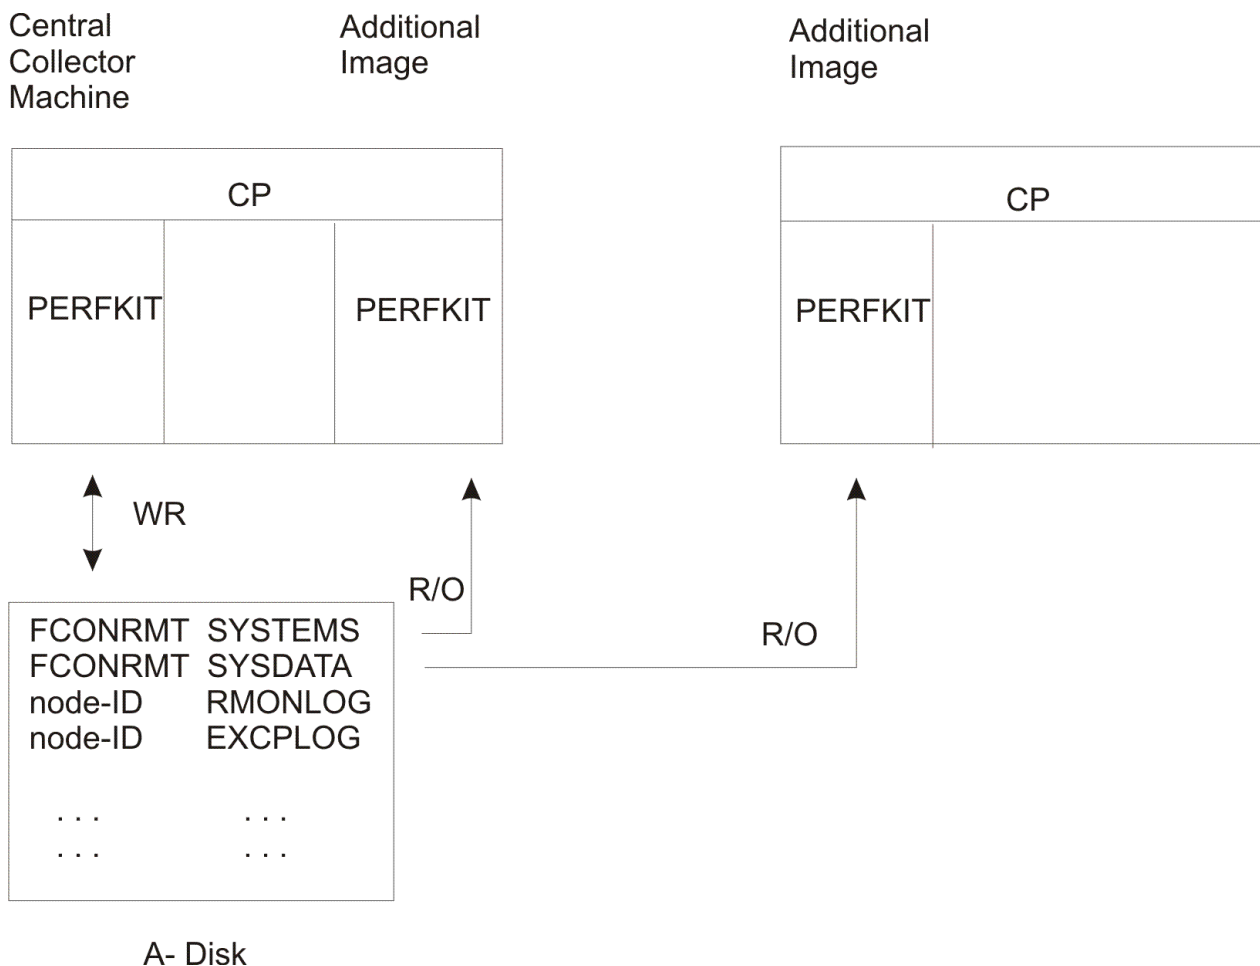 Central
Collector
Machine
Additional
Image
Additional
Image
CP
CP
PERFKIT
PERFKIT
PERFKIT
WR
R/O
R/O
FCONRMT SYSTEMS
FCONRMT SYSDATA
node-ID RMONLOG
node-ID EXCPLOG
. . . . . .
. . . . . .
A- Disk